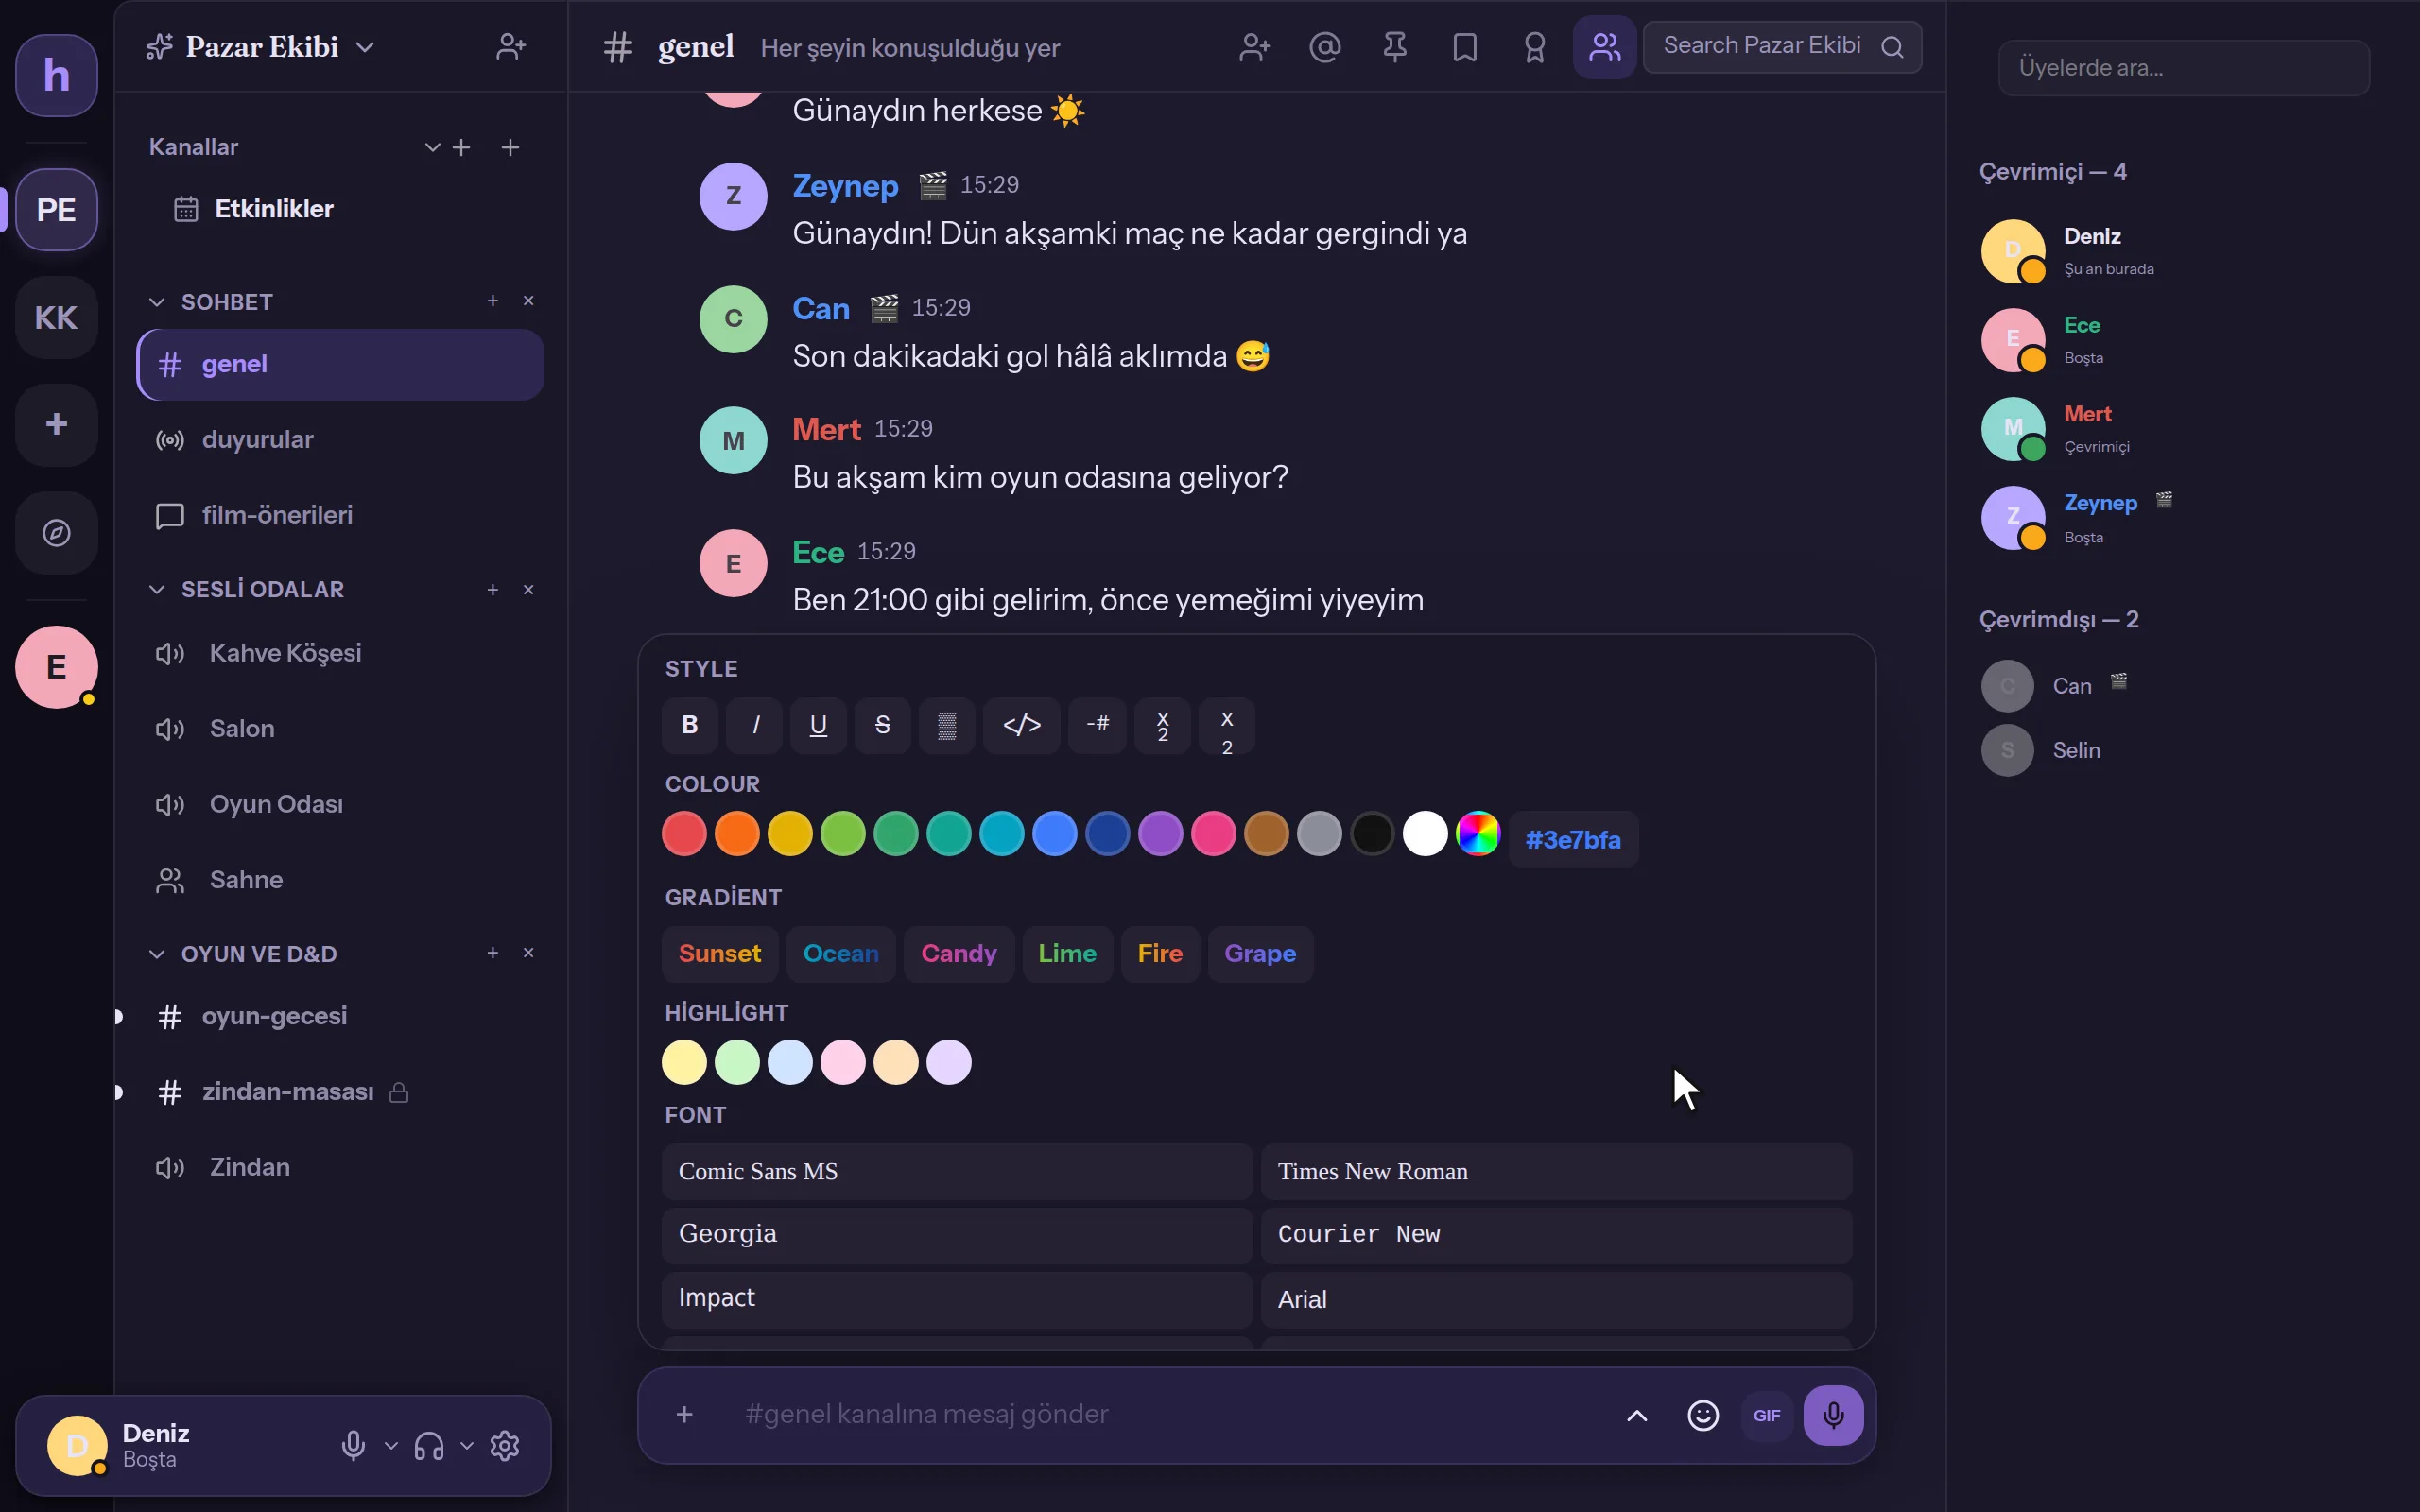 h
PE
KK
+
E
Pazar Ekibi
Kanallar
Etkinlikler
SOHBET
genel
duyurular
film-önerileri
SESLİ ODALAR
Kahve Köşesi
Salon
Oyun Odası
Sahne
OYUN VE D&D
oyun-gecesi
zindan-masası
Zindan
D
Deniz
Boşta
# genel Her şeyin konuşulduğu yer
Search Pazar Ekibi
Günaydın herkese ☀️
Z
Zeynep 🎬 15:29
Günaydın! Dün akşamki maç ne kadar gergindi ya
C
Can 🎬 15:29
Son dakikadaki gol hâlâ aklımda 😅
M
Mert 15:29
Bu akşam kim oyun odasına geliyor?
E
Ece 15:29
Ben 21:00 gibi gelirim, önce yemeğimi yiyeyim
STYLE
B I U S ▒ </> -# x2 x2
COLOUR
#3e7bfa
GRADİENT
Sunset Ocean Candy Lime Fire Grape
HİGHLİGHT
FONT
Comic Sans MS Times New Roman
Georgia Courier New
Impact Arial
+ #genel kanalına mesaj gönder GIF
Üyelerde ara...
Çevrimiçi — 4
D
Deniz
Şu an burada
E
Ece
Boşta
M
Mert
Çevrimiçi
Z
Zeynep 🎬
Boşta
Çevrimdışı — 2
C
Can 🎬
S
Selin